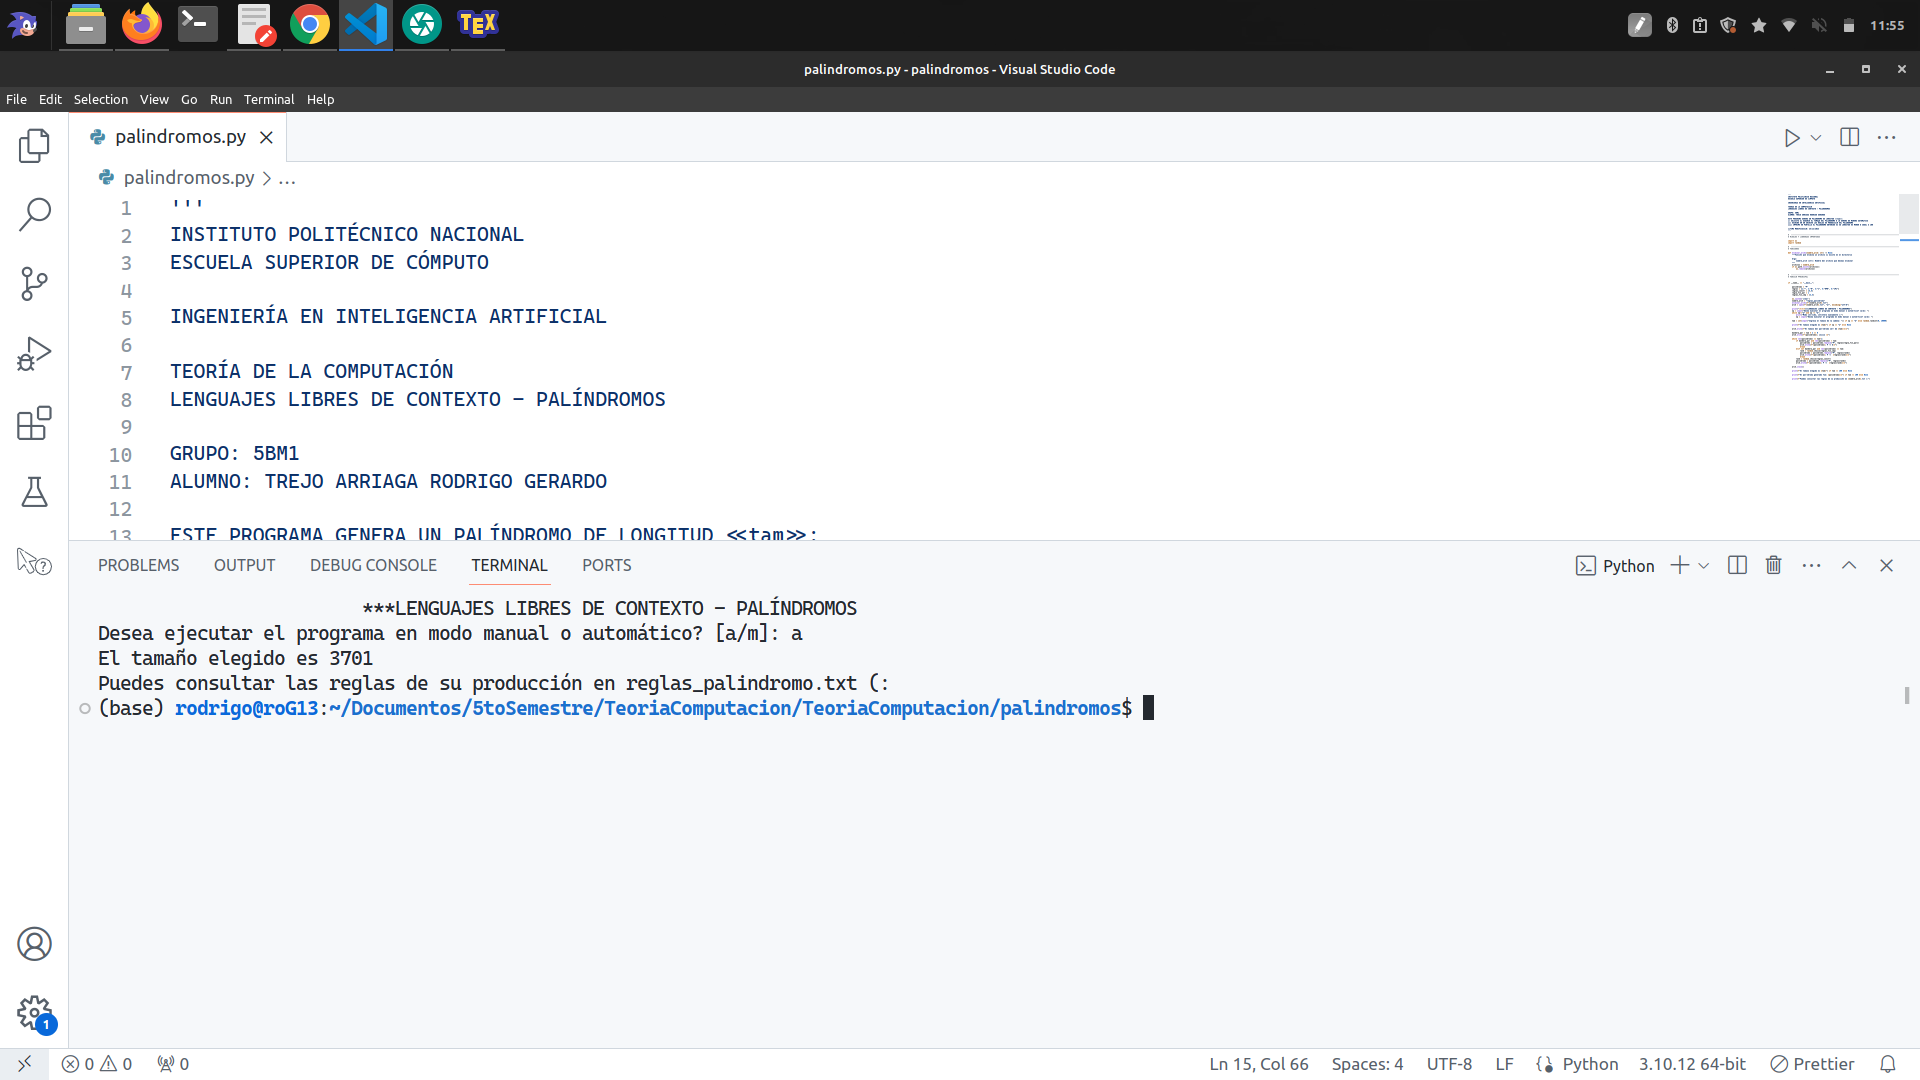 TEX
11:55
palindromos.py - palindromos - Visual Studio Code
File Edit Selection View Go Run Terminal Help
palindromos.py
palindromos.py > ...
1 '''
2 INSTITUTO POLITÉCNICO NACIONAL
3 ESCUELA SUPERIOR DE CÓMPUTO
4
5 INGENIERÍA EN INTELIGENCIA ARTIFICIAL
6
7 TEORÍA DE LA COMPUTACIÓN
8 LENGUAJES LIBRES DE CONTEXTO - PALÍNDROMOS
9
10 GRUPO: 5BM1
11 ALUMNO: TREJO ARRIAGA RODRIGO GERARDO
12
13 ESTE PROGRAMA GENERA UN PALÍNDROMO DE LONGITUD <<tam>>:
PROBLEMS OUTPUT DEBUG CONSOLE TERMINAL PORTS
Python
***LENGUAJES LIBRES DE CONTEXTO - PALÍNDROMOS
Desea ejecutar el programa en modo manual o automático? [a/m]: a
El tamaño elegido es 3701
Puedes consultar las reglas de su producción en reglas_palindromo.txt (:
(base) rodrigo@roG13:~/Documentos/5toSemestre/TeoriaComputacion/TeoriaComputacion/palindromos$
1
0 0 0
Ln 15, Col 66 Spaces: 4 UTF-8 LF Python 3.10.12 64-bit Prettier